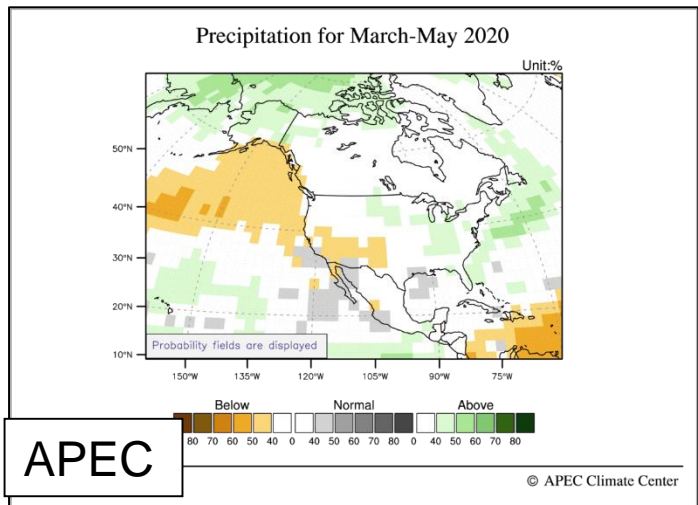 Precipitation for March-May 2020
Unit:%
50°N
40°N
30°N
20°N
10°N
Probability fields are displayed
150°W 135°W 120°W 105°W 90°W 75°W
Below Normal Above
80 70 60 50 40 0 40 50 60 70 80 0 40 50 60 70 80
APEC
© APEC Climate Center